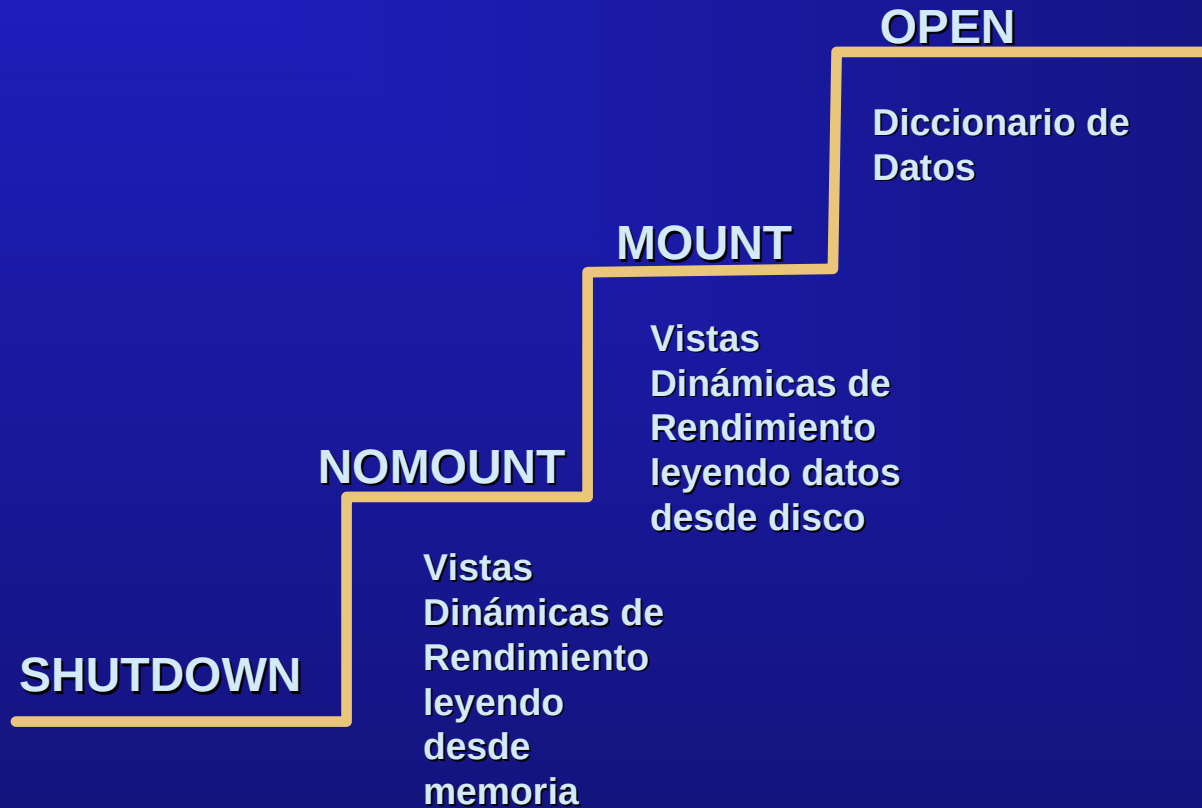 OPEN
Diccionario de
Datos
MOUNT
Vistas
Dinámicas de
Rendimiento
leyendo datos
desde disco
NOMOUNT
Vistas
Dinámicas de
Rendimiento
leyendo
desde
memoria
SHUTDOWN